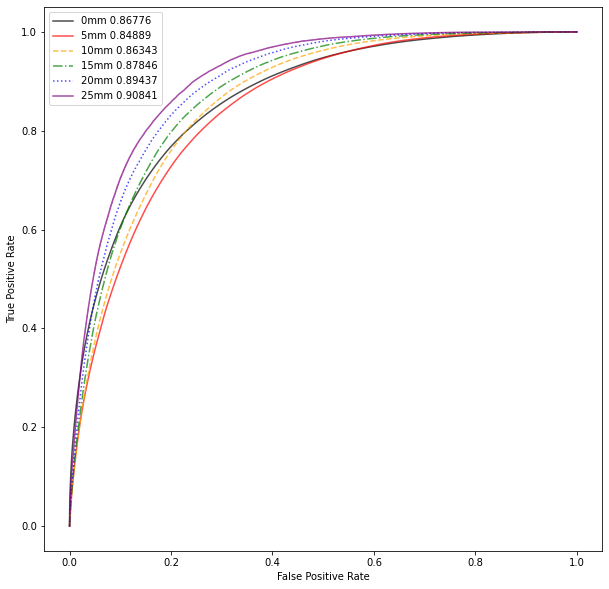 0mm 0.86776
5mm 0.84889
10mm 0.86343
15mm 0.87846
20mm 0.89437
25mm 0.90841
1.0
0.8
0.6
0.4
0.2
0.0
True Positive Rate
0.0 0.2 0.4 0.6 0.8 1.0
False Positive Rate